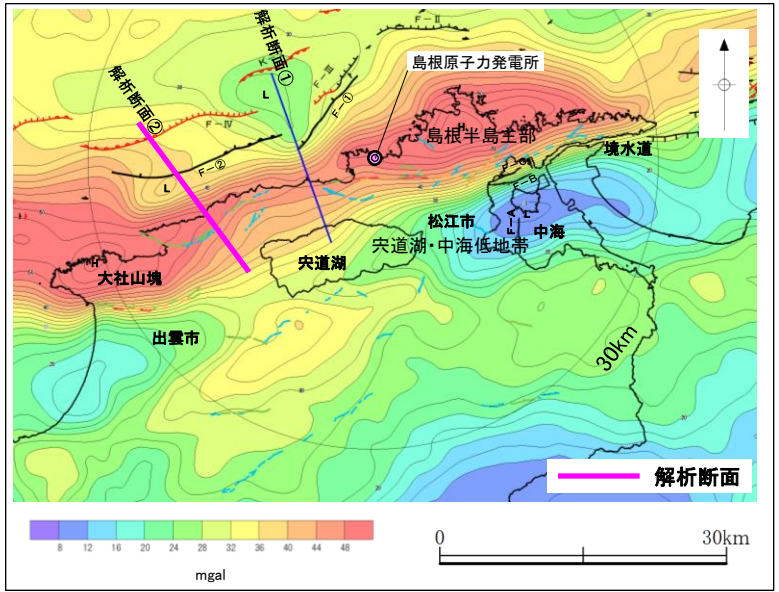 解析断面①
解析断面②
F-Ⅱ
K
F-Ⅲ
L
F-①
島根原子力発電所
F-Ⅳ
F-②
L
島根半島主部
境水道
F-B
F-A
松江市
中海
宍道湖・中海低地帯
宍道湖
H
大社山塊
出雲市
30km
解析断面
8 12 16 20 24 28 32 36 40 44 48
mgal
0 30km